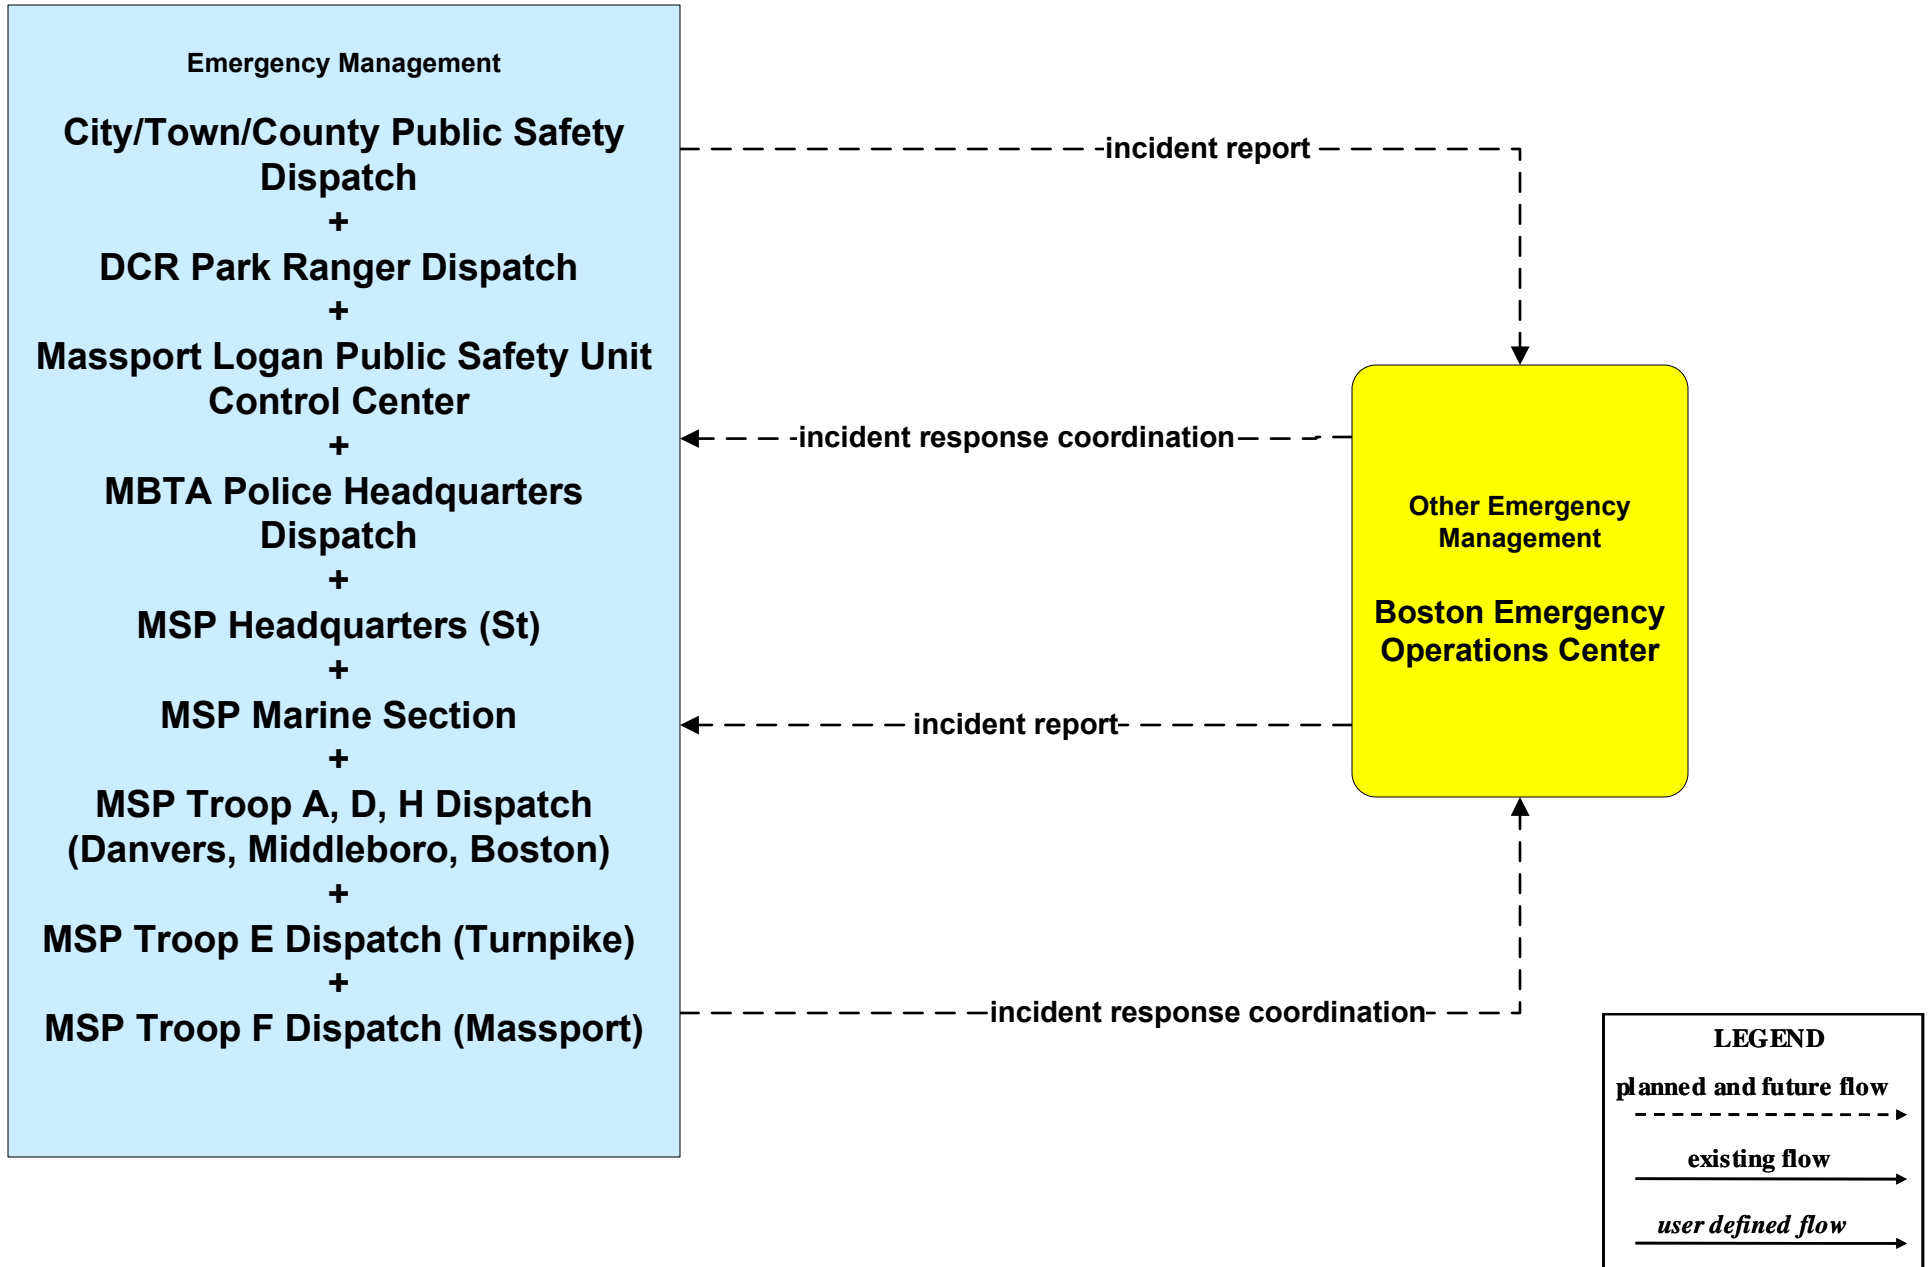 Emergency Management
City/Town/County Public Safety
Dispatch
+
DCR Park Ranger Dispatch
+
Massport Logan Public Safety Unit
Control Center
+
MBTA Police Headquarters
Dispatch
+
MSP Headquarters (St)
+
MSP Marine Section
+
MSP Troop A, D, H Dispatch
(Danvers, Middleboro, Boston)
+
MSP Troop E Dispatch (Turnpike)
+
MSP Troop F Dispatch (Massport)
incident report
incident response coordination
incident report
incident response coordination
Other Emergency
Management
Boston Emergency
Operations Center
LEGEND
planned and future flow
existing flow
user defined flow